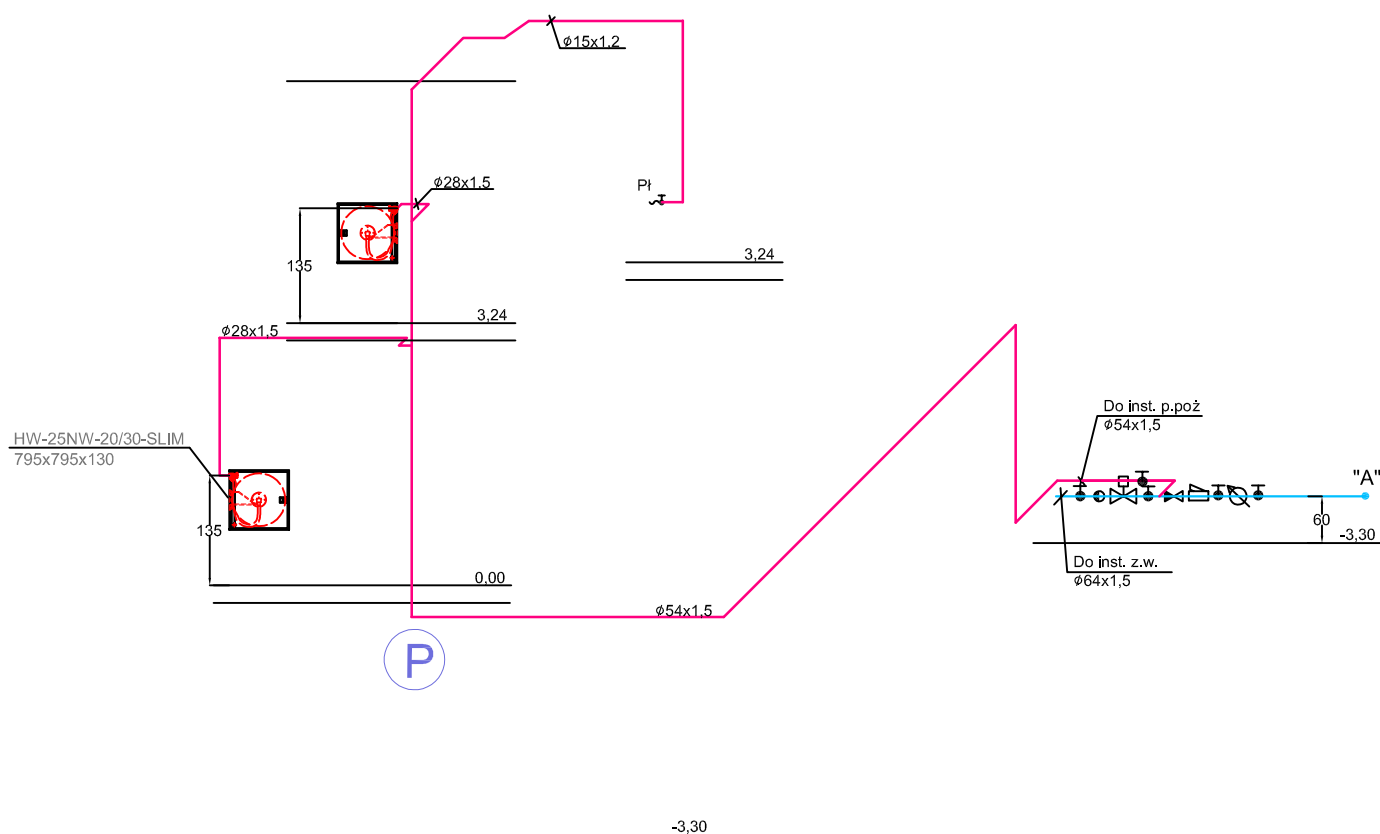 ϕ15x1.2
ϕ28x1.5
Pł
135
3,24
3,24
ϕ28x1,5
Do inst. p.poż
ϕ54x1,5
HW-25NW-20/30-SLIM
795x795x130
"A"
60
-3,30
135
Do inst. z.w.
ϕ64x1,5
0,00
ϕ54x1,5
P
-3,30